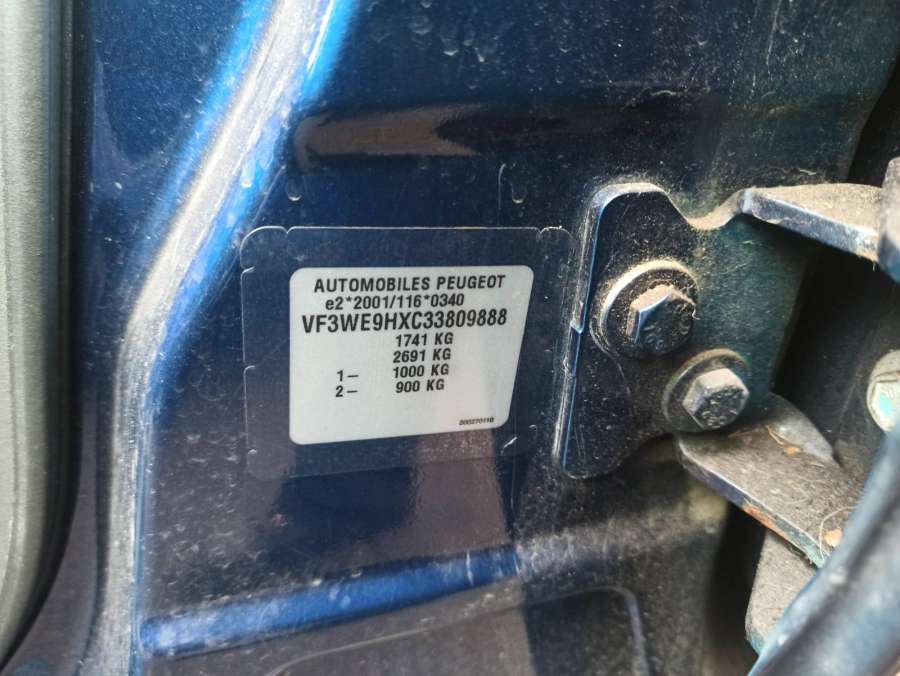 AUTOMOBILES PEUGEOT
e2*2001/116*0340
VF3WE9HXC33809888
1741 KG
2691 KG
1– 1000 KG
2– 900 KG